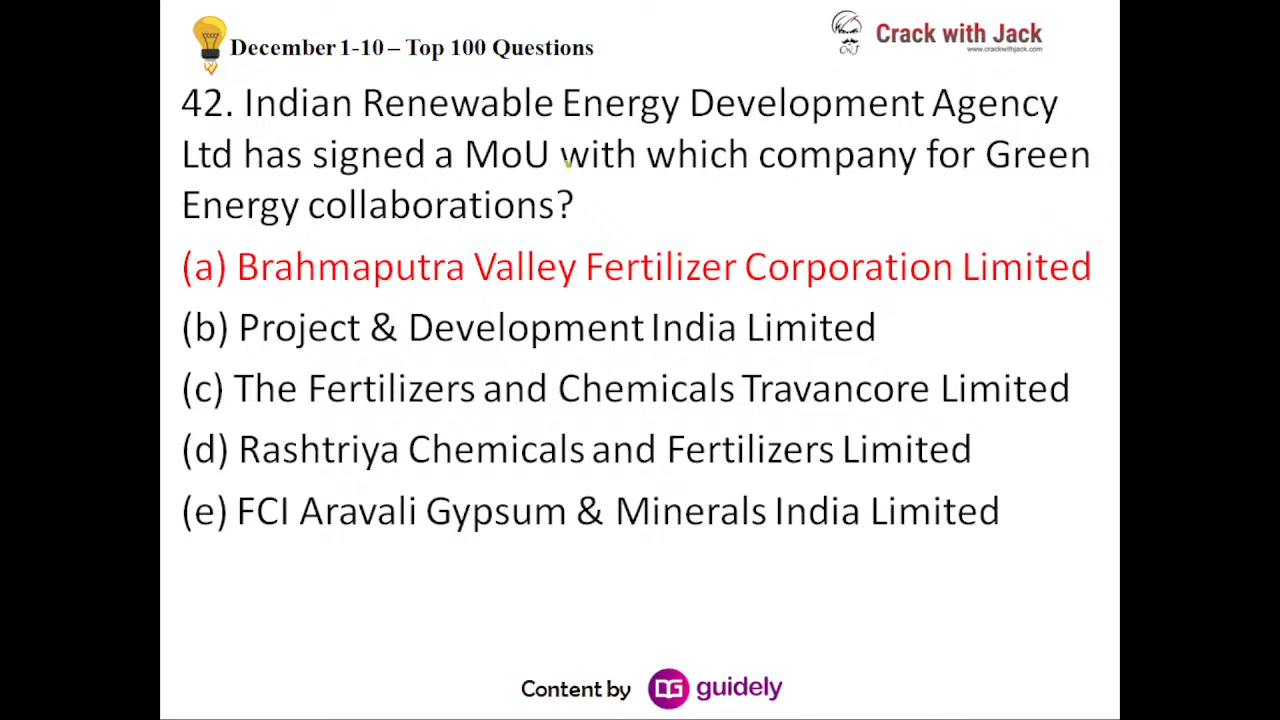 December 1-10 – Top 100 Questions
Crack with Jack
www.crackwithjack.com
CwJ
42. Indian Renewable Energy Development Agency
Ltd has signed a MoU with which company for Green
Energy collaborations?
(a) Brahmaputra Valley Fertilizer Corporation Limited
(b) Project & Development India Limited
(c) The Fertilizers and Chemicals Travancore Limited
(d) Rashtriya Chemicals and Fertilizers Limited
(e) FCI Aravali Gypsum & Minerals India Limited
Content by guidely